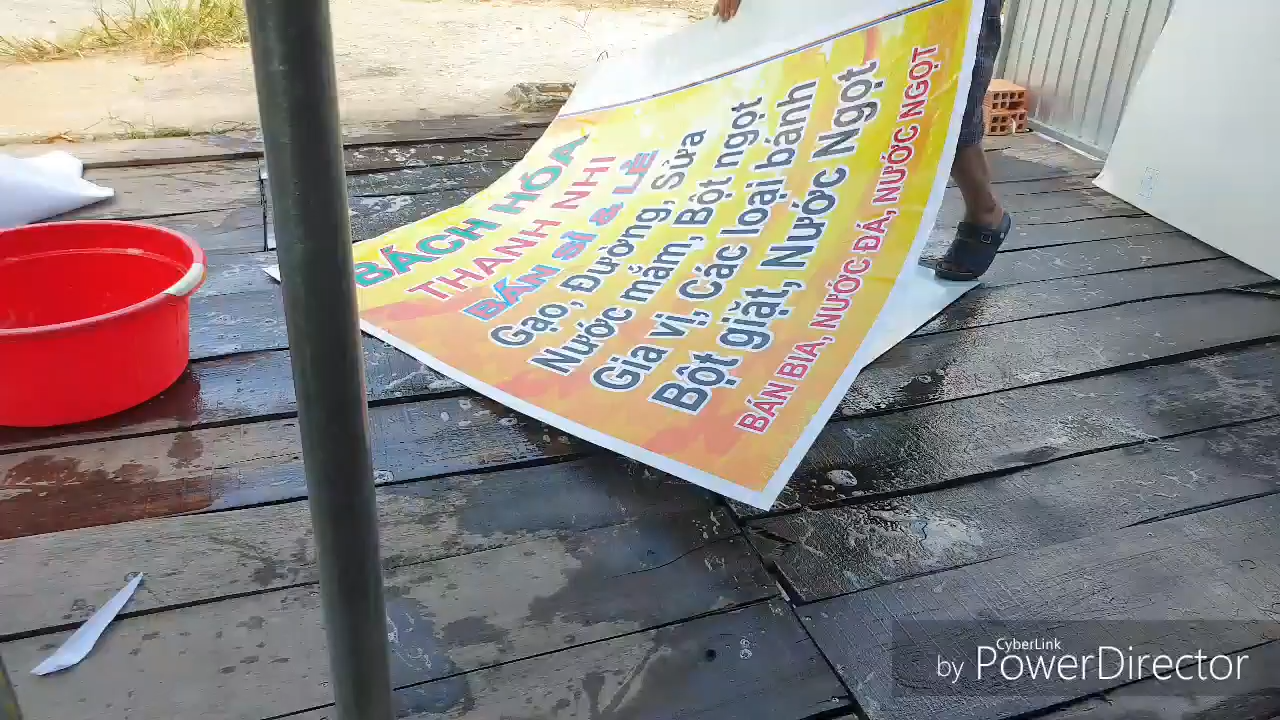 BÁCH HÓA
THANH NHI
BÁN SĨ & LẺ
Gạo, Đường, Sữa
Nước mắm, Bột ngọt
Gia vị, Các loại bánh
Bột giặt, Nước Ngọt
BÁN BIA, NƯỚC ĐÁ, NƯỚC NGỌT
CyberLink
by PowerDirector